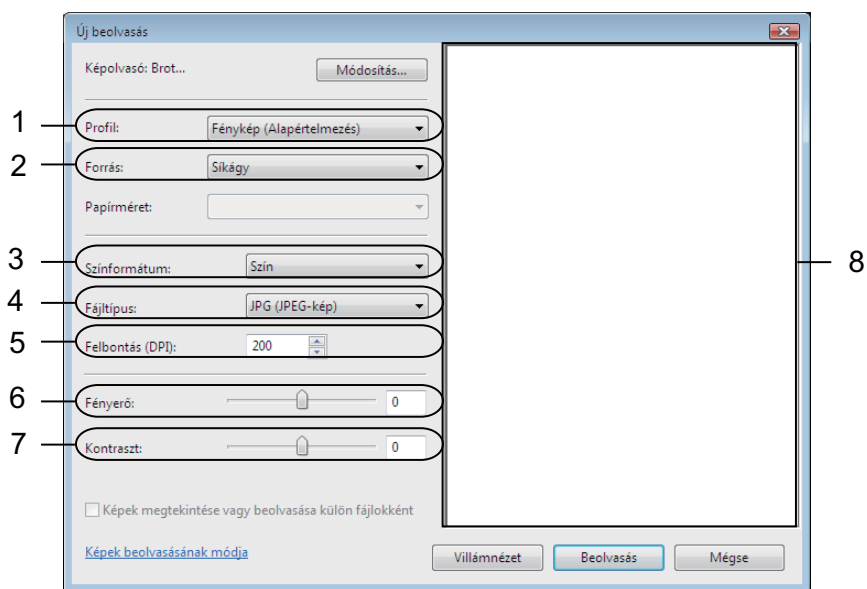 Új beolvasás
Képolvasó: Brot... Módosítás...
1 Profil: Fénykép (Alapértelmezés)
2 Forrás: Síkágy
Papírméret:
3 Színformátum: Szín
8
4 Fájltípus: JPG (JPEG-kép)
5 Felbontás (DPI): 200
6 Fényerő: 0
7 Kontraszt: 0
Képek megtekintése vagy beolvasása külön fájlokként
Képek beolvasásának módja
Villámnézet Beolvasás Mégse